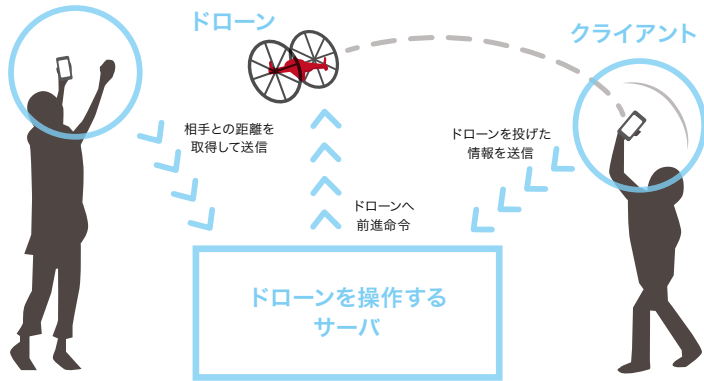 ドローン
クライアント
相手との距離を
取得して送信
ドローンを投げた
情報を送信
ドローンへ
前進命令
ドローンを操作する
サーバ